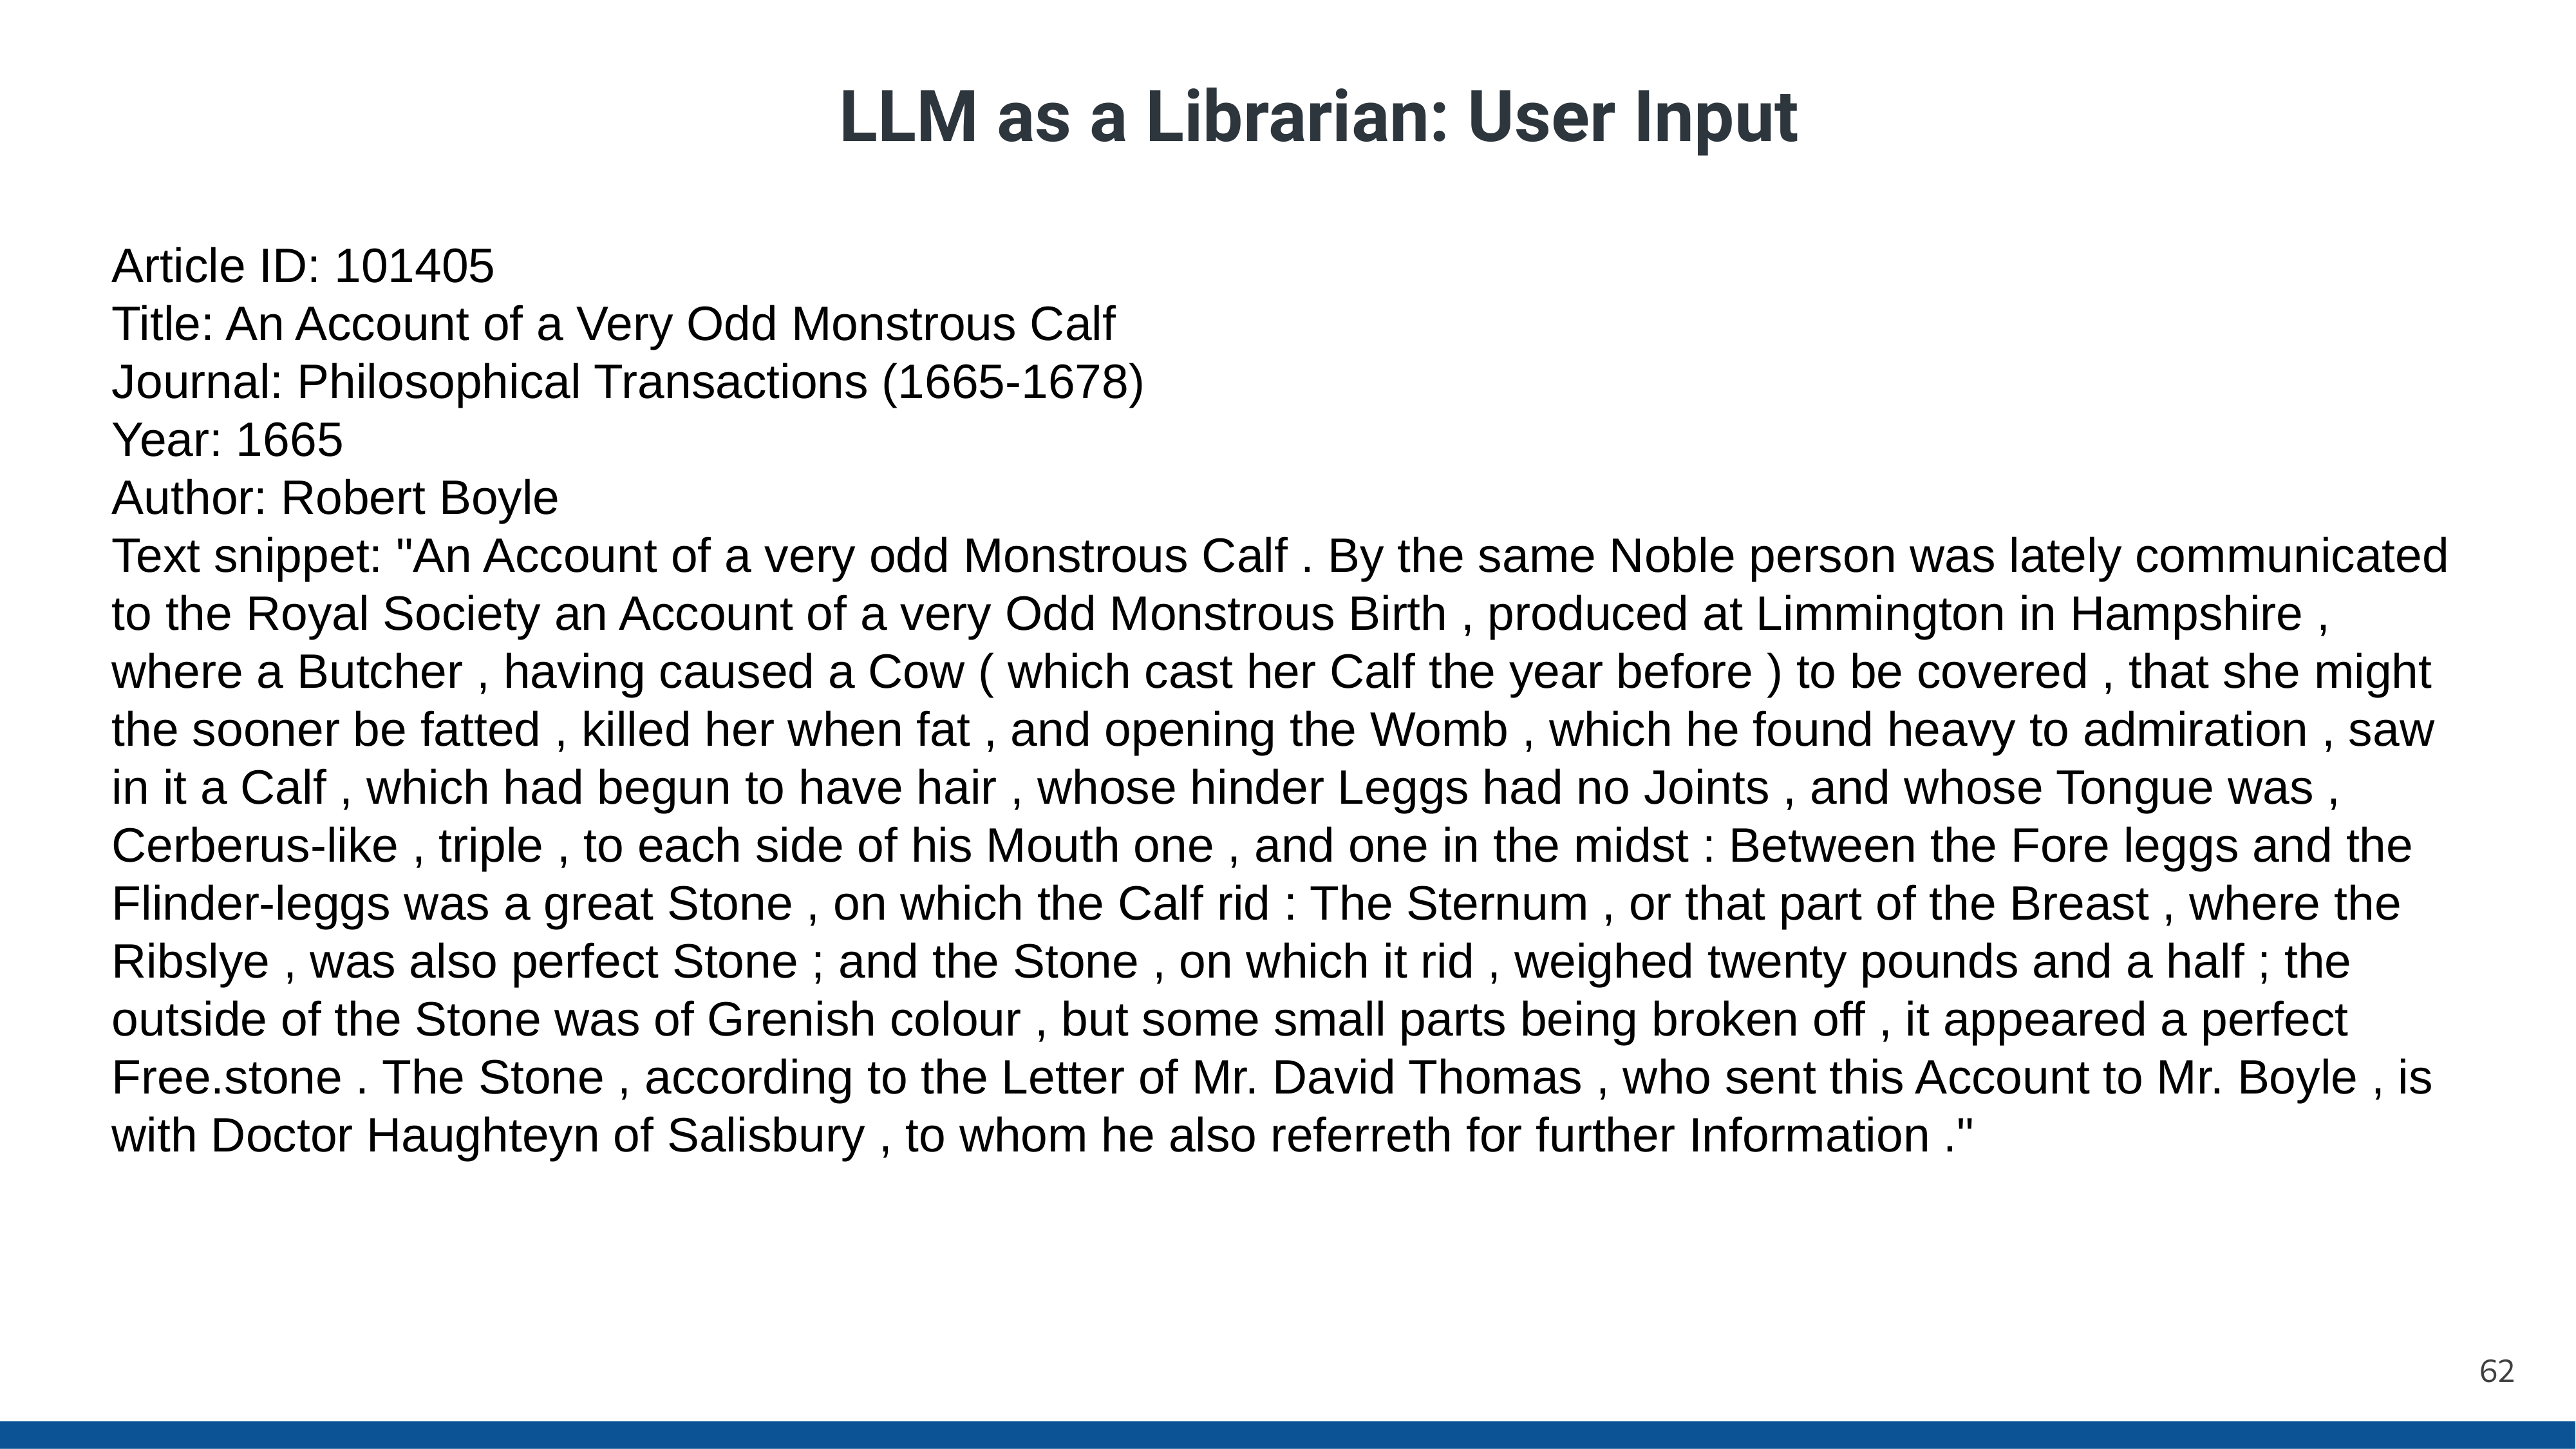 LLM as a Librarian: User Input
Article ID: 101405
Title: An Account of a Very Odd Monstrous Calf
Journal: Philosophical Transactions (1665-1678)
Year: 1665
Author: Robert Boyle
Text snippet: "An Account of a very odd Monstrous Calf . By the same Noble person was lately communicated
to the Royal Society an Account of a very Odd Monstrous Birth , produced at Limmington in Hampshire ,
where a Butcher , having caused a Cow ( which cast her Calf the year before ) to be covered , that she might
the sooner be fatted , killed her when fat , and opening the Womb , which he found heavy to admiration , saw
in it a Calf , which had begun to have hair , whose hinder Leggs had no Joints , and whose Tongue was ,
Cerberus-like , triple , to each side of his Mouth one , and one in the midst : Between the Fore leggs and the
Flinder-leggs was a great Stone , on which the Calf rid : The Sternum , or that part of the Breast , where the
Ribslye , was also perfect Stone ; and the Stone , on which it rid , weighed twenty pounds and a half ; the
outside of the Stone was of Grenish colour , but some small parts being broken off , it appeared a perfect
Free.stone . The Stone , according to the Letter of Mr. David Thomas , who sent this Account to Mr. Boyle , is
with Doctor Haughteyn of Salisbury , to whom he also referreth for further Information ."
62